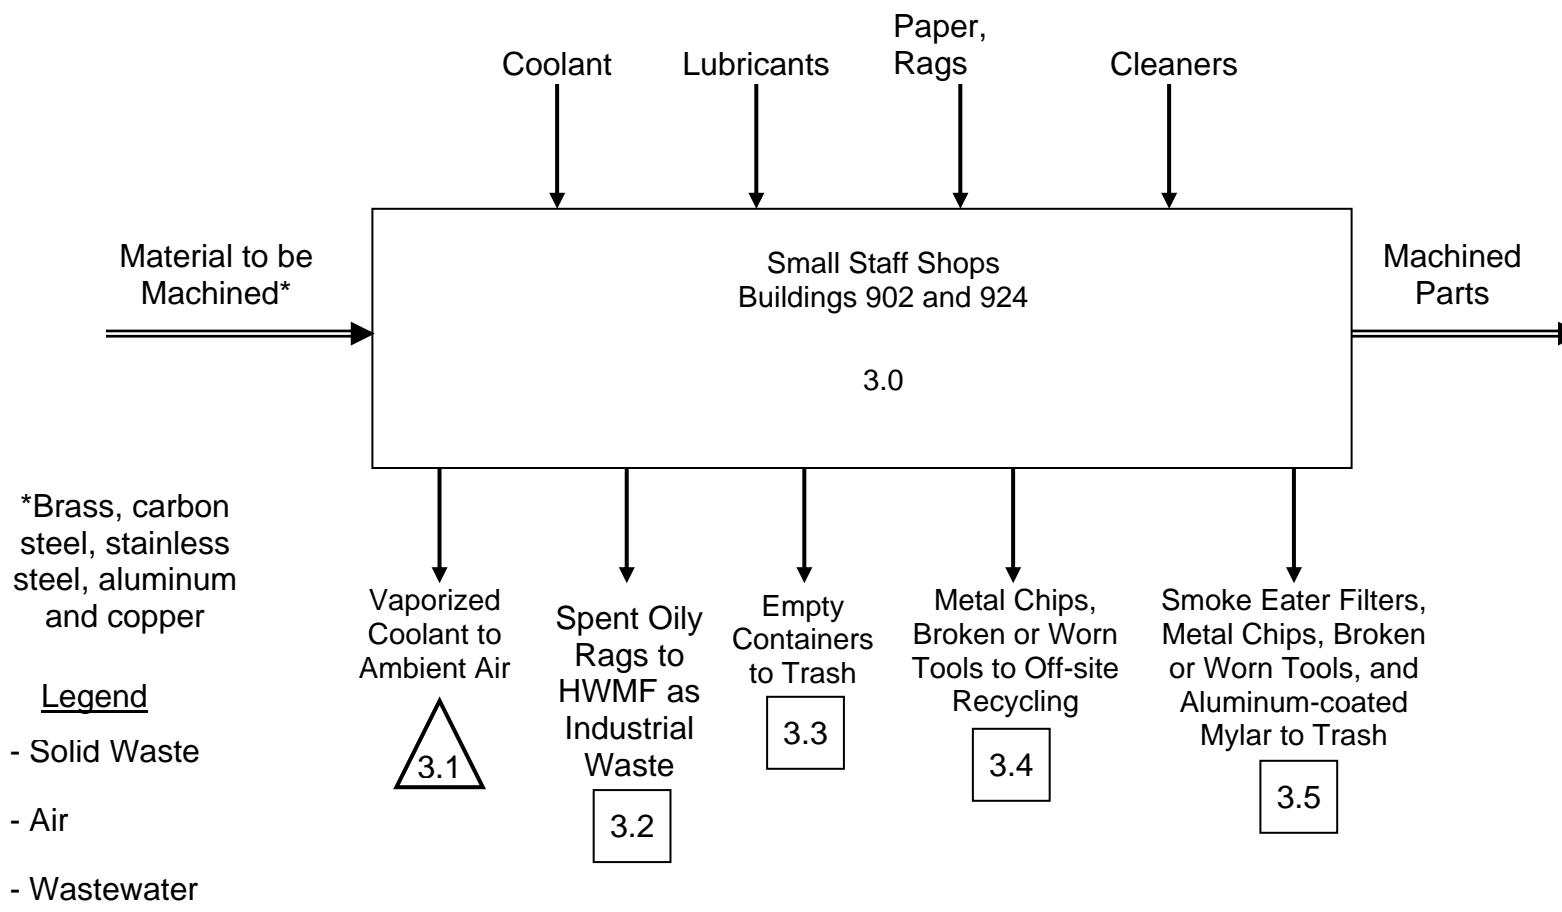 Coolant
Lubricants
Paper,
Rags
Cleaners
Material to be
Machined*
Small Staff Shops
Buildings 902 and 924
3.0
Machined
Parts
*Brass, carbon
steel, stainless
steel, aluminum
and copper
Legend
- Solid Waste
- Air
- Wastewater
Vaporized
Coolant to
Ambient Air
3.1
Spent Oily
Rags to
HWMF as
Industrial
Waste
3.2
Empty
Containers
to Trash
3.3
Metal Chips,
Broken or Worn
Tools to Off-site
Recycling
3.4
Smoke Eater Filters,
Metal Chips, Broken
or Worn Tools, and
Aluminum-coated
Mylar to Trash
3.5